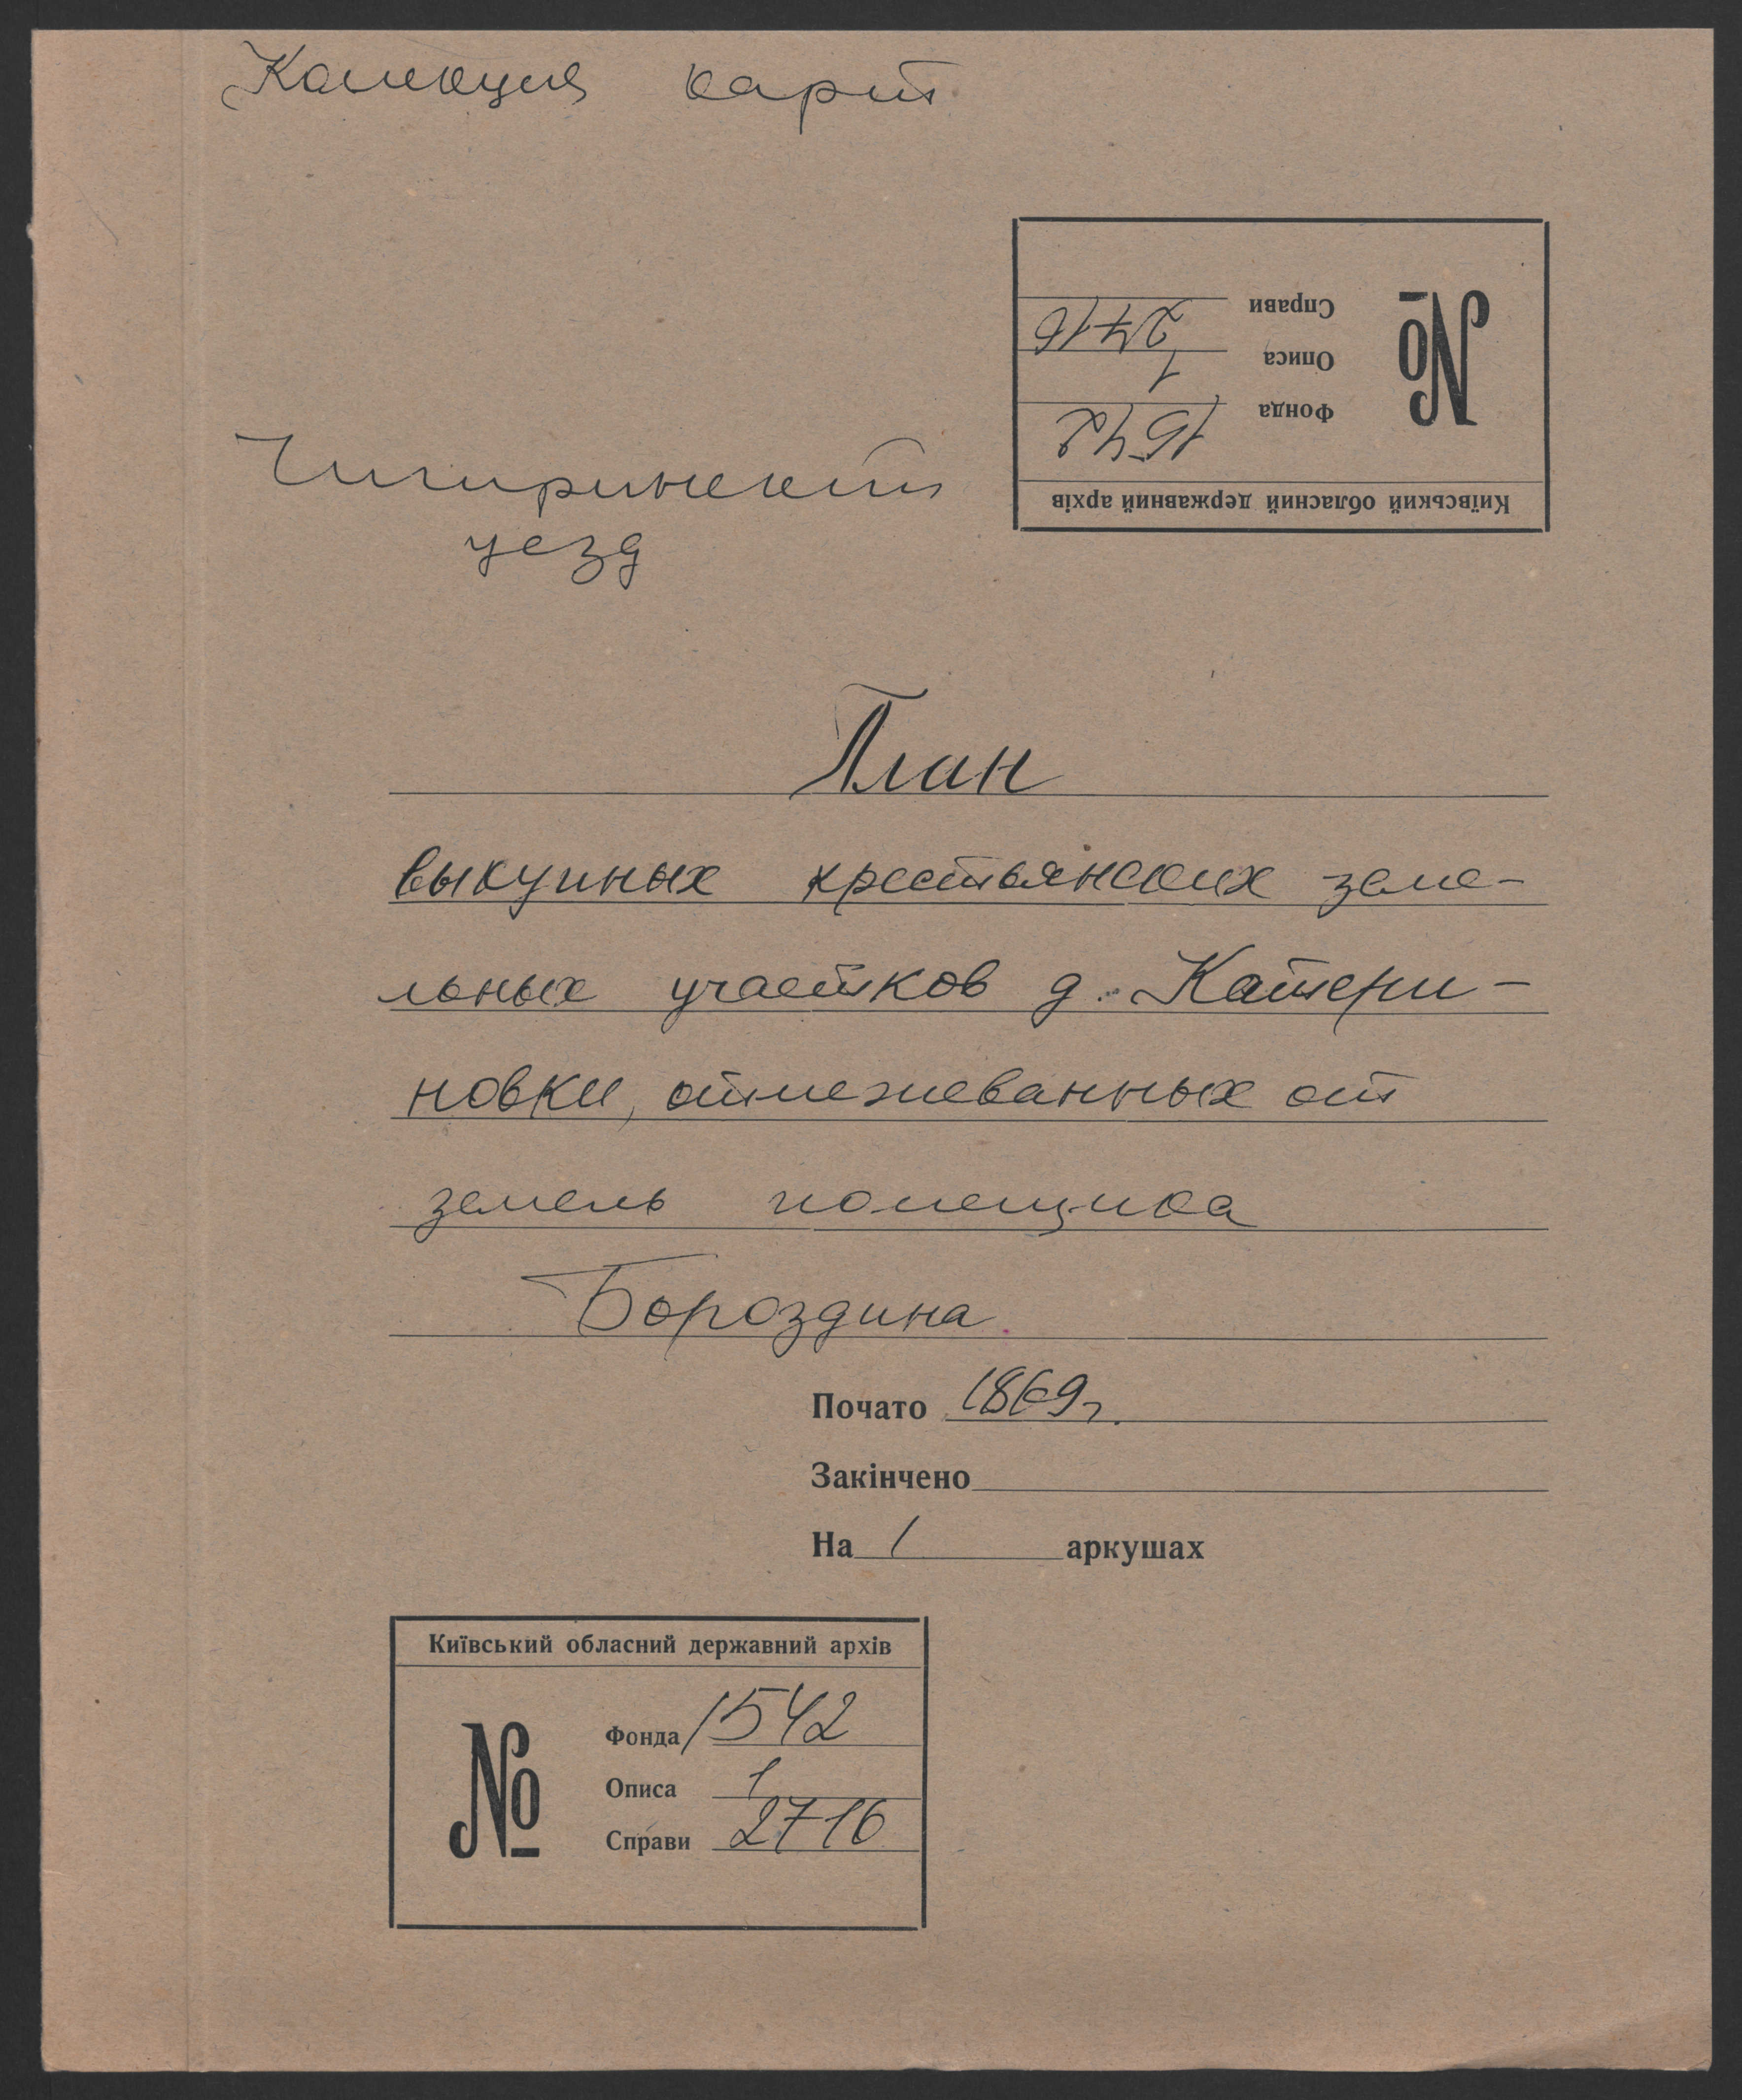 Колекция карт
Справи 2716
Описа 1
Фонда 1542
№
Київський обласний державний архів
Чигиринский
уезд
План
выкупных крестьянских земе-
льных участков д. Катери-
новки, отмежеванных от
земель помещика
Бороздина
Почато 1869 г.
Закінчено
На 1 аркушах
Київський обласний державний архів
№
Фонда 1542
Описа 1
Справи 2716